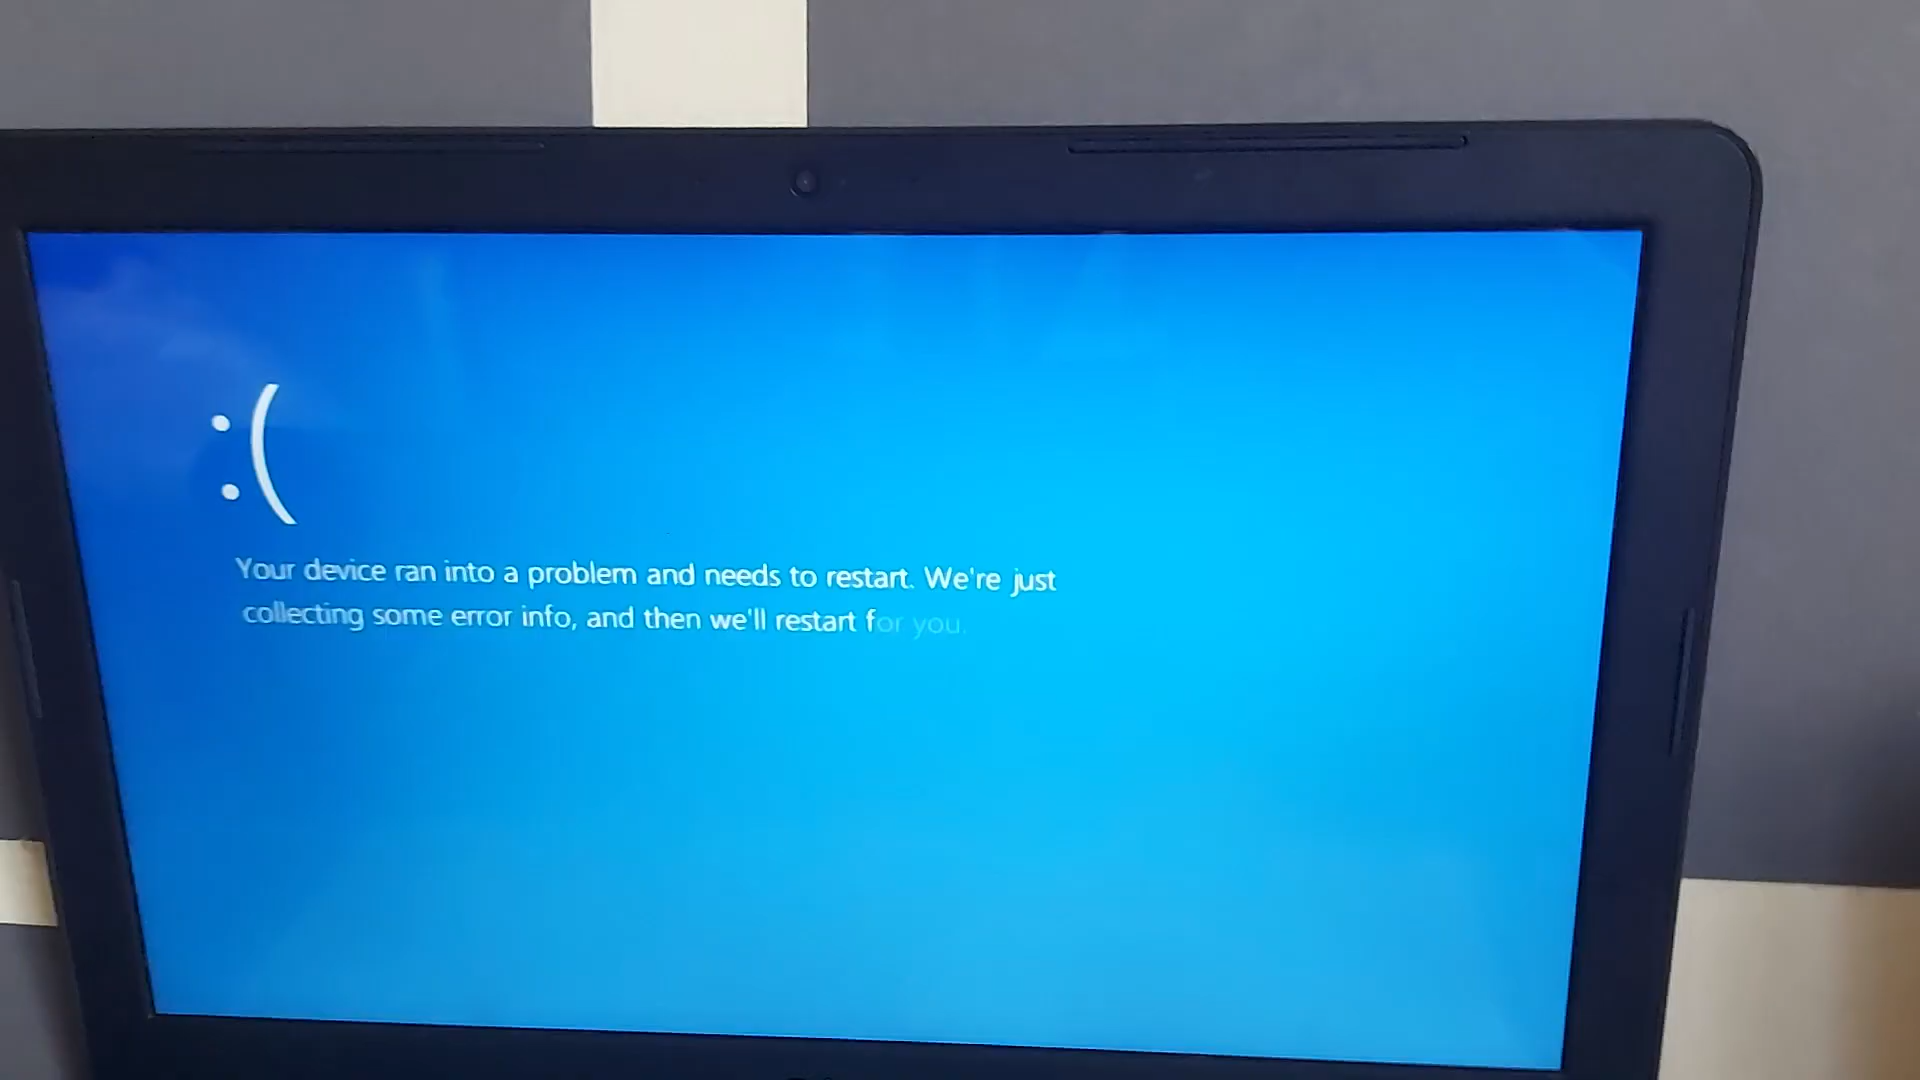 :(
Your device ran into a problem and needs to restart. We're just
collecting some error info, and then we'll restart for you.